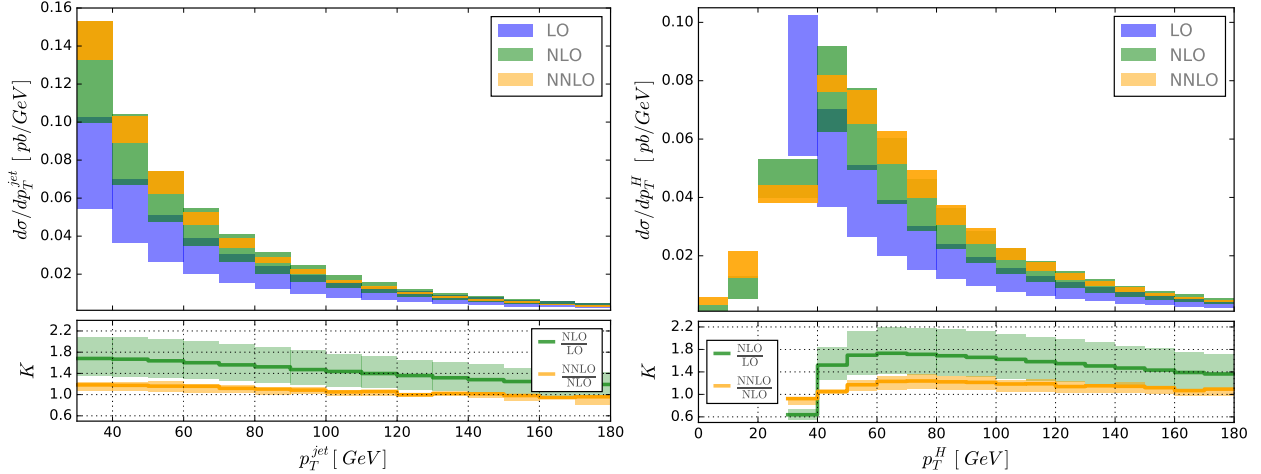 0.16
0.14
0.12
0.10
0.08
0.06
0.04
0.02
dσ/dp_T^{jet} [pb/GeV]
LO
NLO
NNLO
2.2
1.8
1.4
1.0
0.6
K
NLO/LO
NNLO/NLO
40 60 80 100 120 140 160 180
p_T^{jet} [GeV]
0.10
0.08
0.06
0.04
0.02
dσ/dp_T^H [pb/GeV]
LO
NLO
NNLO
2.2
1.8
1.4
1.0
0.6
K
NLO/LO
NNLO/NLO
0 20 40 60 80 100 120 140 160 180
p_T^H [GeV]